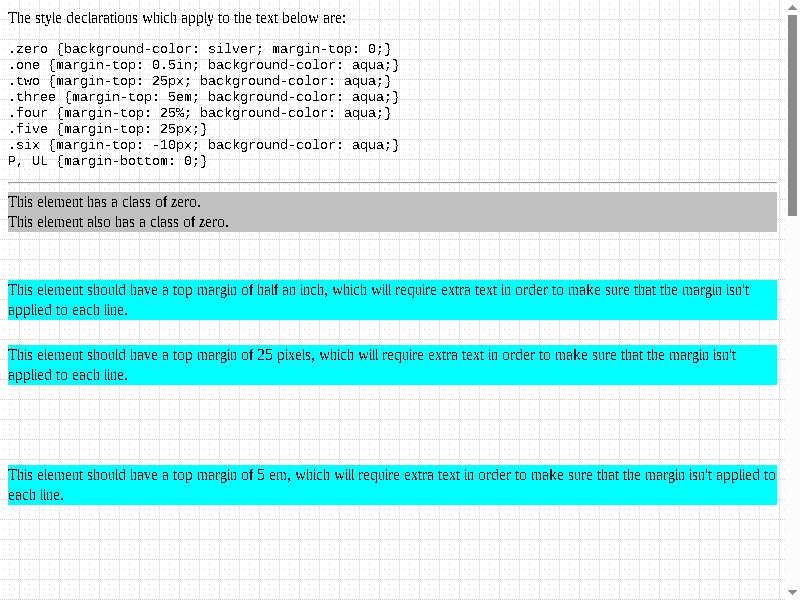 The style declarations which apply to the text below are:
.zero {background-color: silver; margin-top: 0;}
.one {margin-top: 0.5in; background-color: aqua;}
.two {margin-top: 25px; background-color: aqua;}
.three {margin-top: 5em; background-color: aqua;}
.four {margin-top: 25%; background-color: aqua;}
.five {margin-top: 25px;}
.six {margin-top: -10px; background-color: aqua;}
P, UL {margin-bottom: 0;}
This element has a class of zero.
This element also has a class of zero.
This element should have a top margin of half an inch, which will require extra text in order to make sure that the margin isn't
applied to each line.
This element should have a top margin of 25 pixels, which will require extra text in order to make sure that the margin isn't
applied to each line.
This element should have a top margin of 5 em, which will require extra text in order to make sure that the margin isn't applied to
each line.